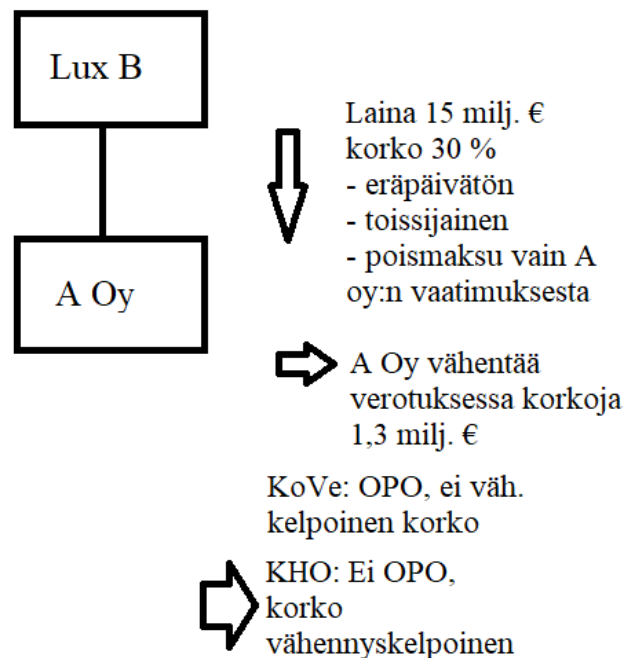 Lux B
Laina 15 milj. €
korko 30 %
- eräpäivätön
- toissijainen
- poismaksu vain A
oy:n vaatimuksesta
A Oy
A Oy vähentää
verotuksessa korkoja
1,3 milj. €
KoVe: OPO, ei väh.
kelpoinen korko
KHO: Ei OPO,
korko
vähennyskelpoinen